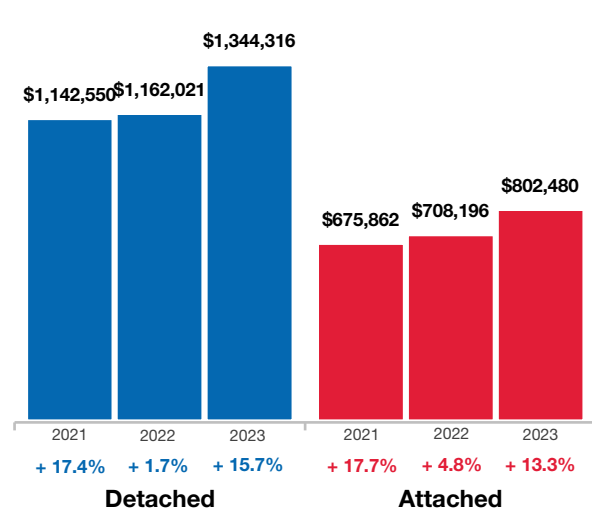 $1,344,316
$1,142,550 $1,162,021
$802,480
$675,862 $708,196
2021 2022 2023 2021 2022 2023
+ 17.4% + 1.7% + 15.7% + 17.7% + 4.8% + 13.3%
Detached Attached